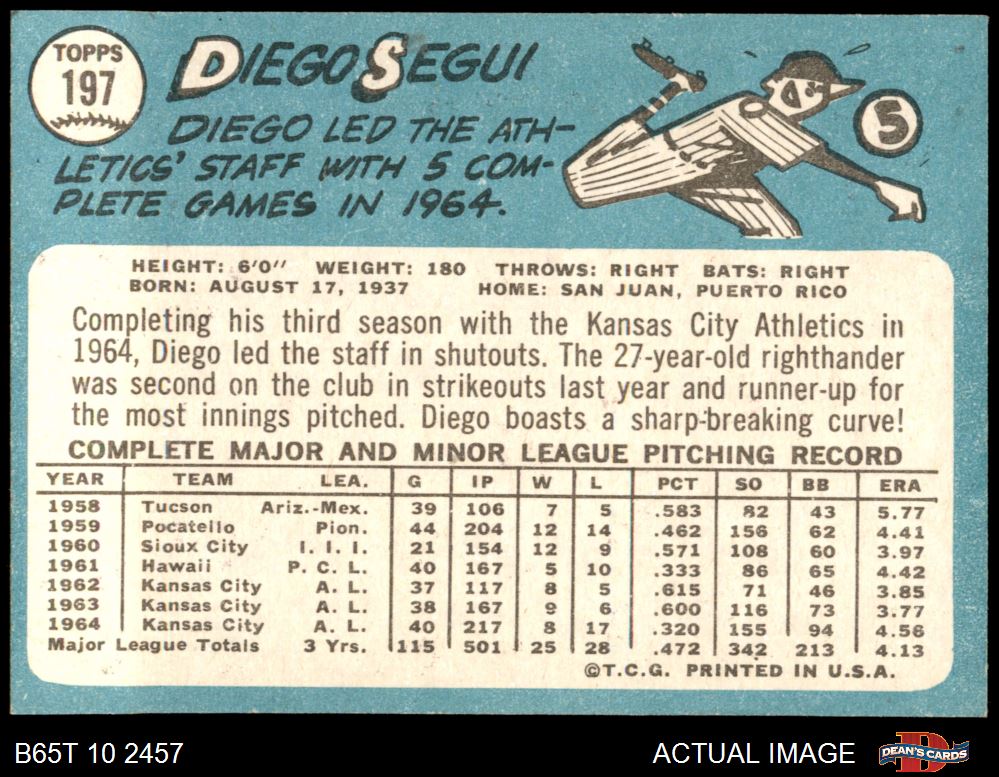 TOPPS
197
DIEGO SEGUI
DIEGO LED THE ATH-
LETICS' STAFF WITH 5 COM-
PLETE GAMES IN 1964.
5
HEIGHT: 6'0" WEIGHT: 180 THROWS: RIGHT BATS: RIGHT
BORN: AUGUST 17, 1937 HOME: SAN JUAN, PUERTO RICO
Completing his third season with the Kansas City Athletics in
1964, Diego led the staff in shutouts. The 27-year-old righthander
was second on the club in strikeouts last year and runner-up for
the most innings pitched. Diego boasts a sharp-breaking curve!
COMPLETE MAJOR AND MINOR LEAGUE PITCHING RECORD
YEAR TEAM LEA. G IP W L PCT SO BB ERA
1958 Tucson Ariz.-Mex. 39 106 7 5 .583 82 43 5.77
1959 Pocatello Pion. 44 204 12 14 .462 156 62 4.41
1960 Sioux City I. I. I. 21 154 12 9 .571 108 60 3.97
1961 Hawaii P. C. L. 40 167 5 10 .333 86 65 4.42
1962 Kansas City A. L. 37 117 8 5 .615 71 46 3.85
1963 Kansas City A. L. 38 167 9 6 .600 116 73 3.77
1964 Kansas City A. L. 40 217 8 17 .320 155 94 4.56
Major League Totals 3 Yrs. 115 501 25 28 .472 342 213 4.13
©T.C.G. PRINTED IN U.S.A.
B65T 10 2457 ACTUAL IMAGE DEAN'S CARDS